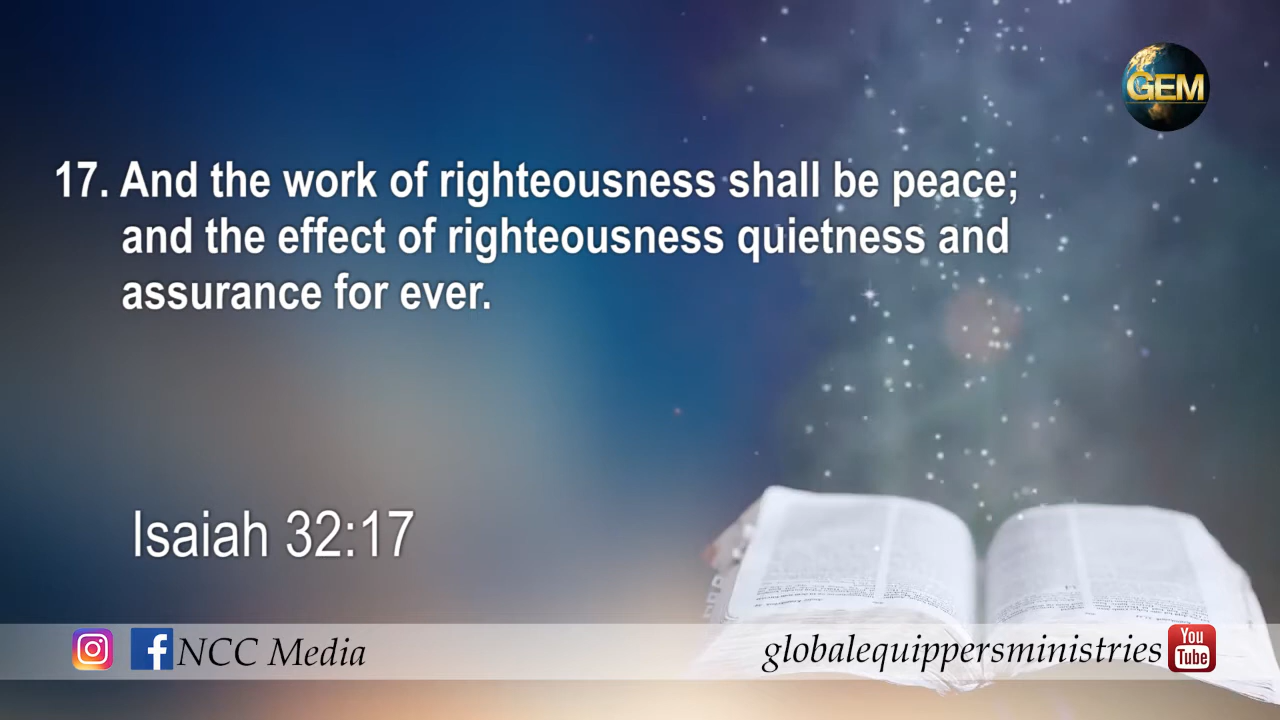 GEM
17. And the work of righteousness shall be peace;
and the effect of righteousness quietness and
assurance for ever.
Isaiah 32:17
NCC Media
globalequippersministries
You
Tube